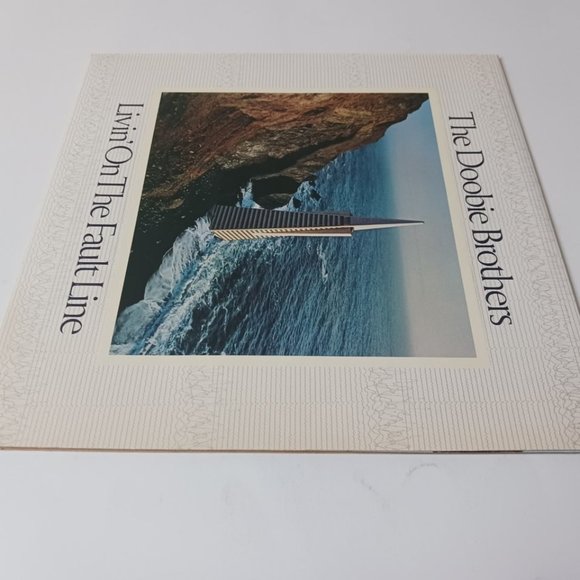 The Doobie Brothers
Livin' On The Fault Line